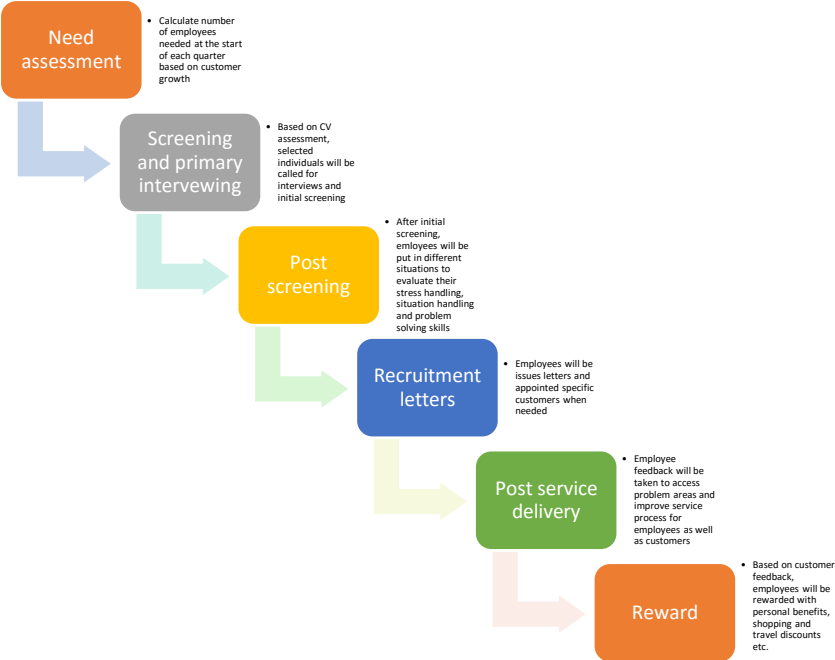 Need
assessment
• Calculate number
of employees
needed at the start
of each quarter
based on customer
growth
Screening
and primary
intervewing
• Based on CV
assessment,
selected
individuals will be
called for
interviews and
initial screening
Post
screening
• After initial
screening,
emloyees will be
put in different
situations to
evaluate their
stress handling,
situation handling
and problem
solving skills
Recruitment
letters
• Employees will be
issues letters and
appointed specific
customers when
needed
Post service
delivery
• Employee
feedback will be
taken to access
problem areas and
improve service
process for
employees as well
as customers
Reward
• Based on customer
feedback,
employees will be
rewarded with
personal benefits,
shopping and
travel discounts
etc.